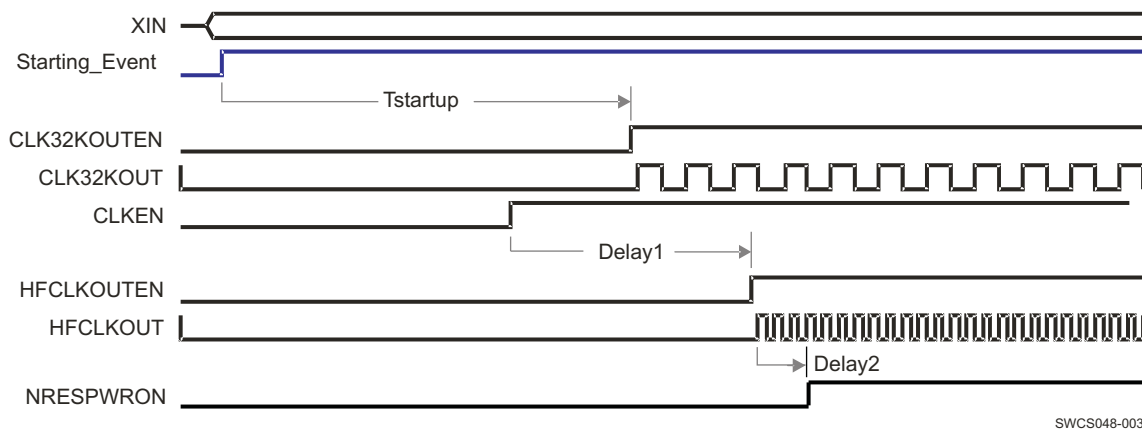 XIN
Starting_Event
Tstartup
CLK32KOUTEN
CLK32KOUT
CLKEN
Delay1
HFCLKOUTEN
HFCLKOUT
Delay2
NRESPWRON
SWCS048-003